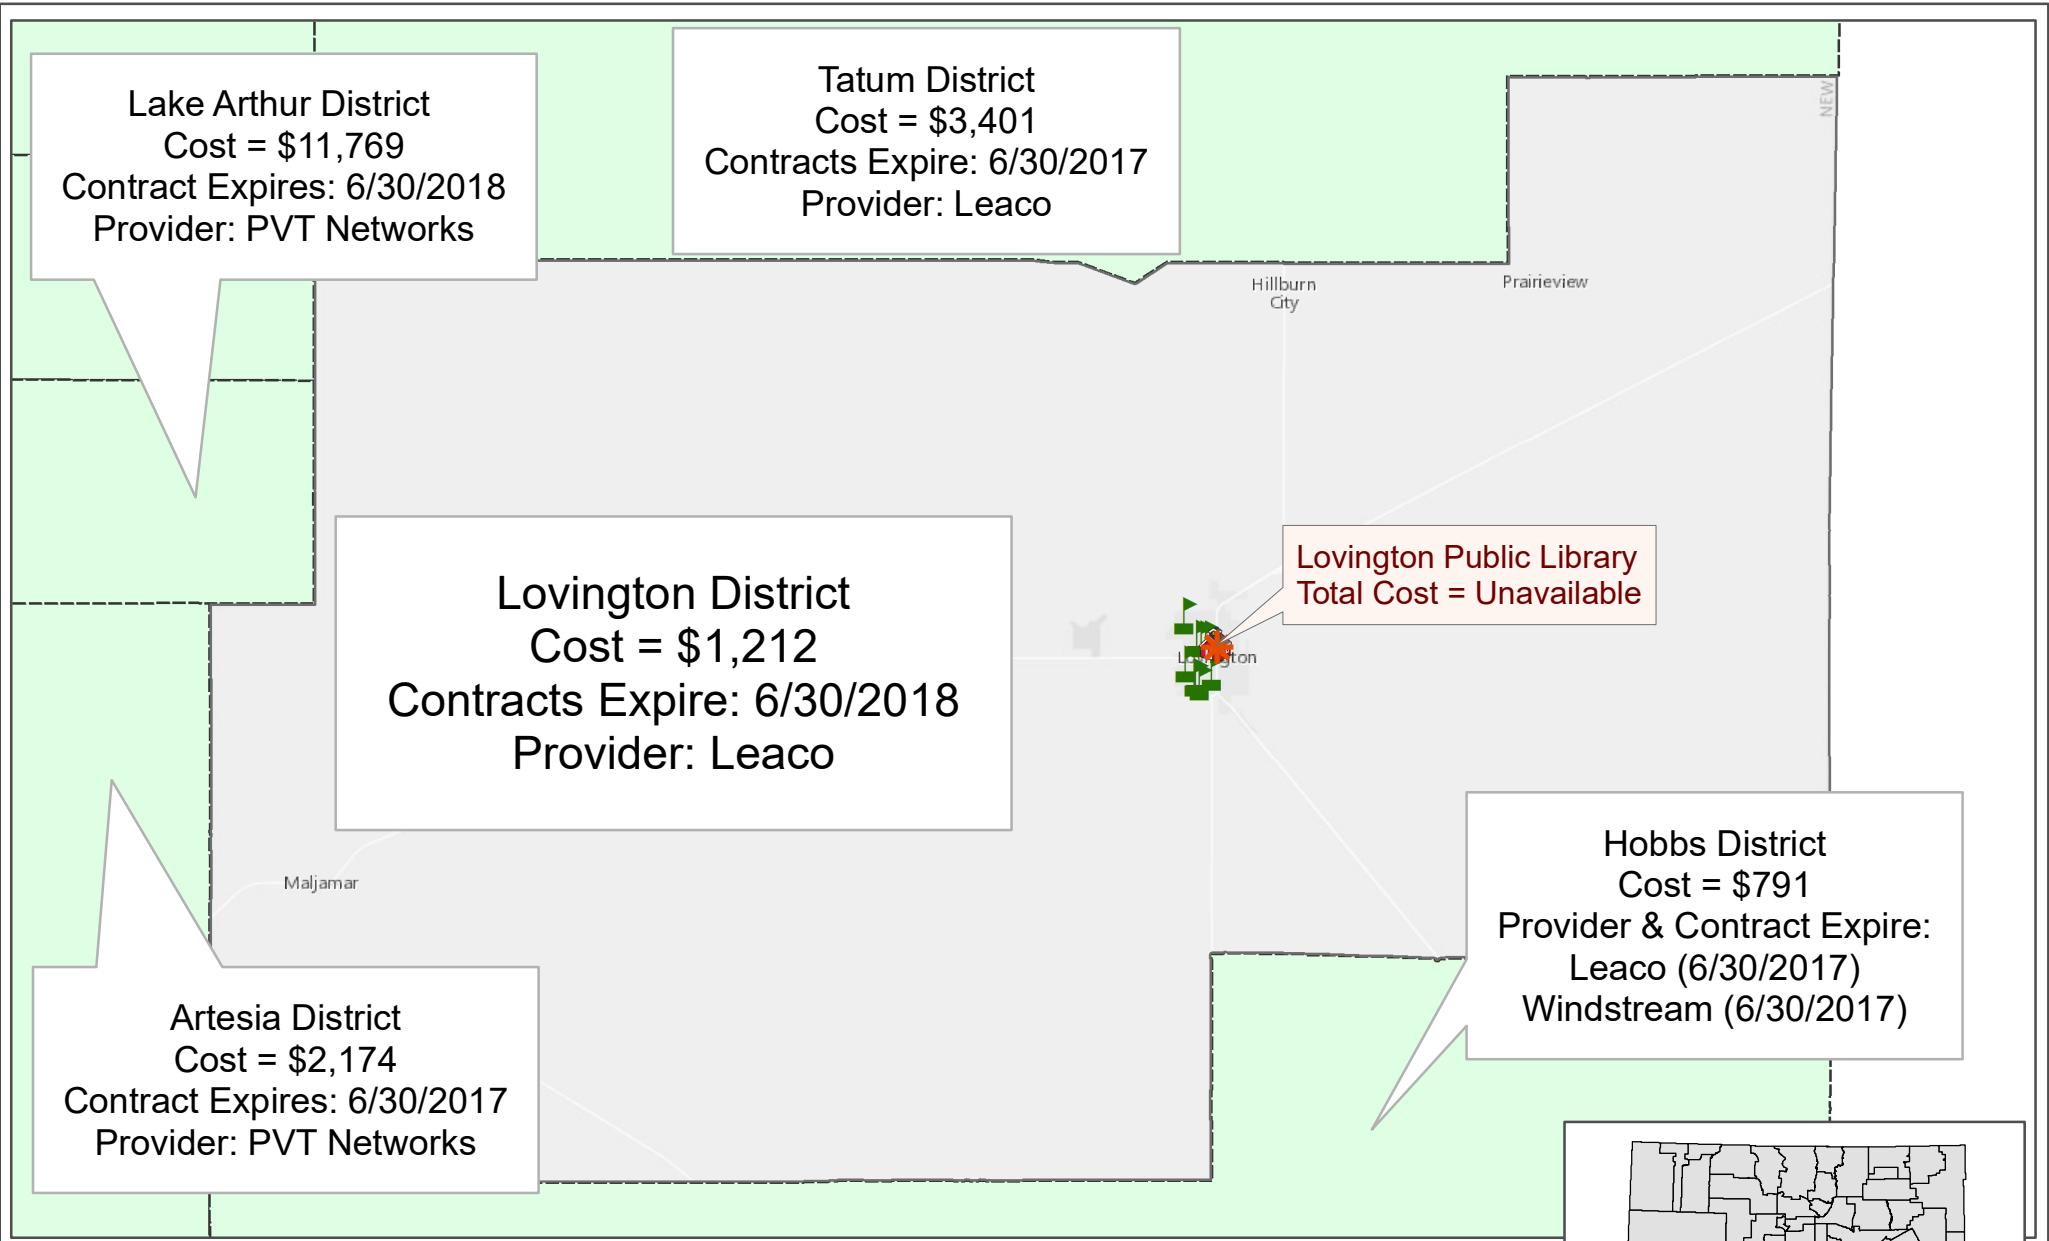 Lake Arthur District
Cost = $11,769
Contract Expires: 6/30/2018
Provider: PVT Networks
Tatum District
Cost = $3,401
Contracts Expire: 6/30/2017
Provider: Leaco
NEW
Hillburn
City
Prairieview
Lovington District
Cost = $1,212
Contracts Expire: 6/30/2018
Provider: Leaco
Lovington Public Library
Total Cost = Unavailable
Lovington
Maljamar
Hobbs District
Cost = $791
Provider & Contract Expire:
Leaco (6/30/2017)
Windstream (6/30/2017)
Artesia District
Cost = $2,174
Contract Expires: 6/30/2017
Provider: PVT Networks